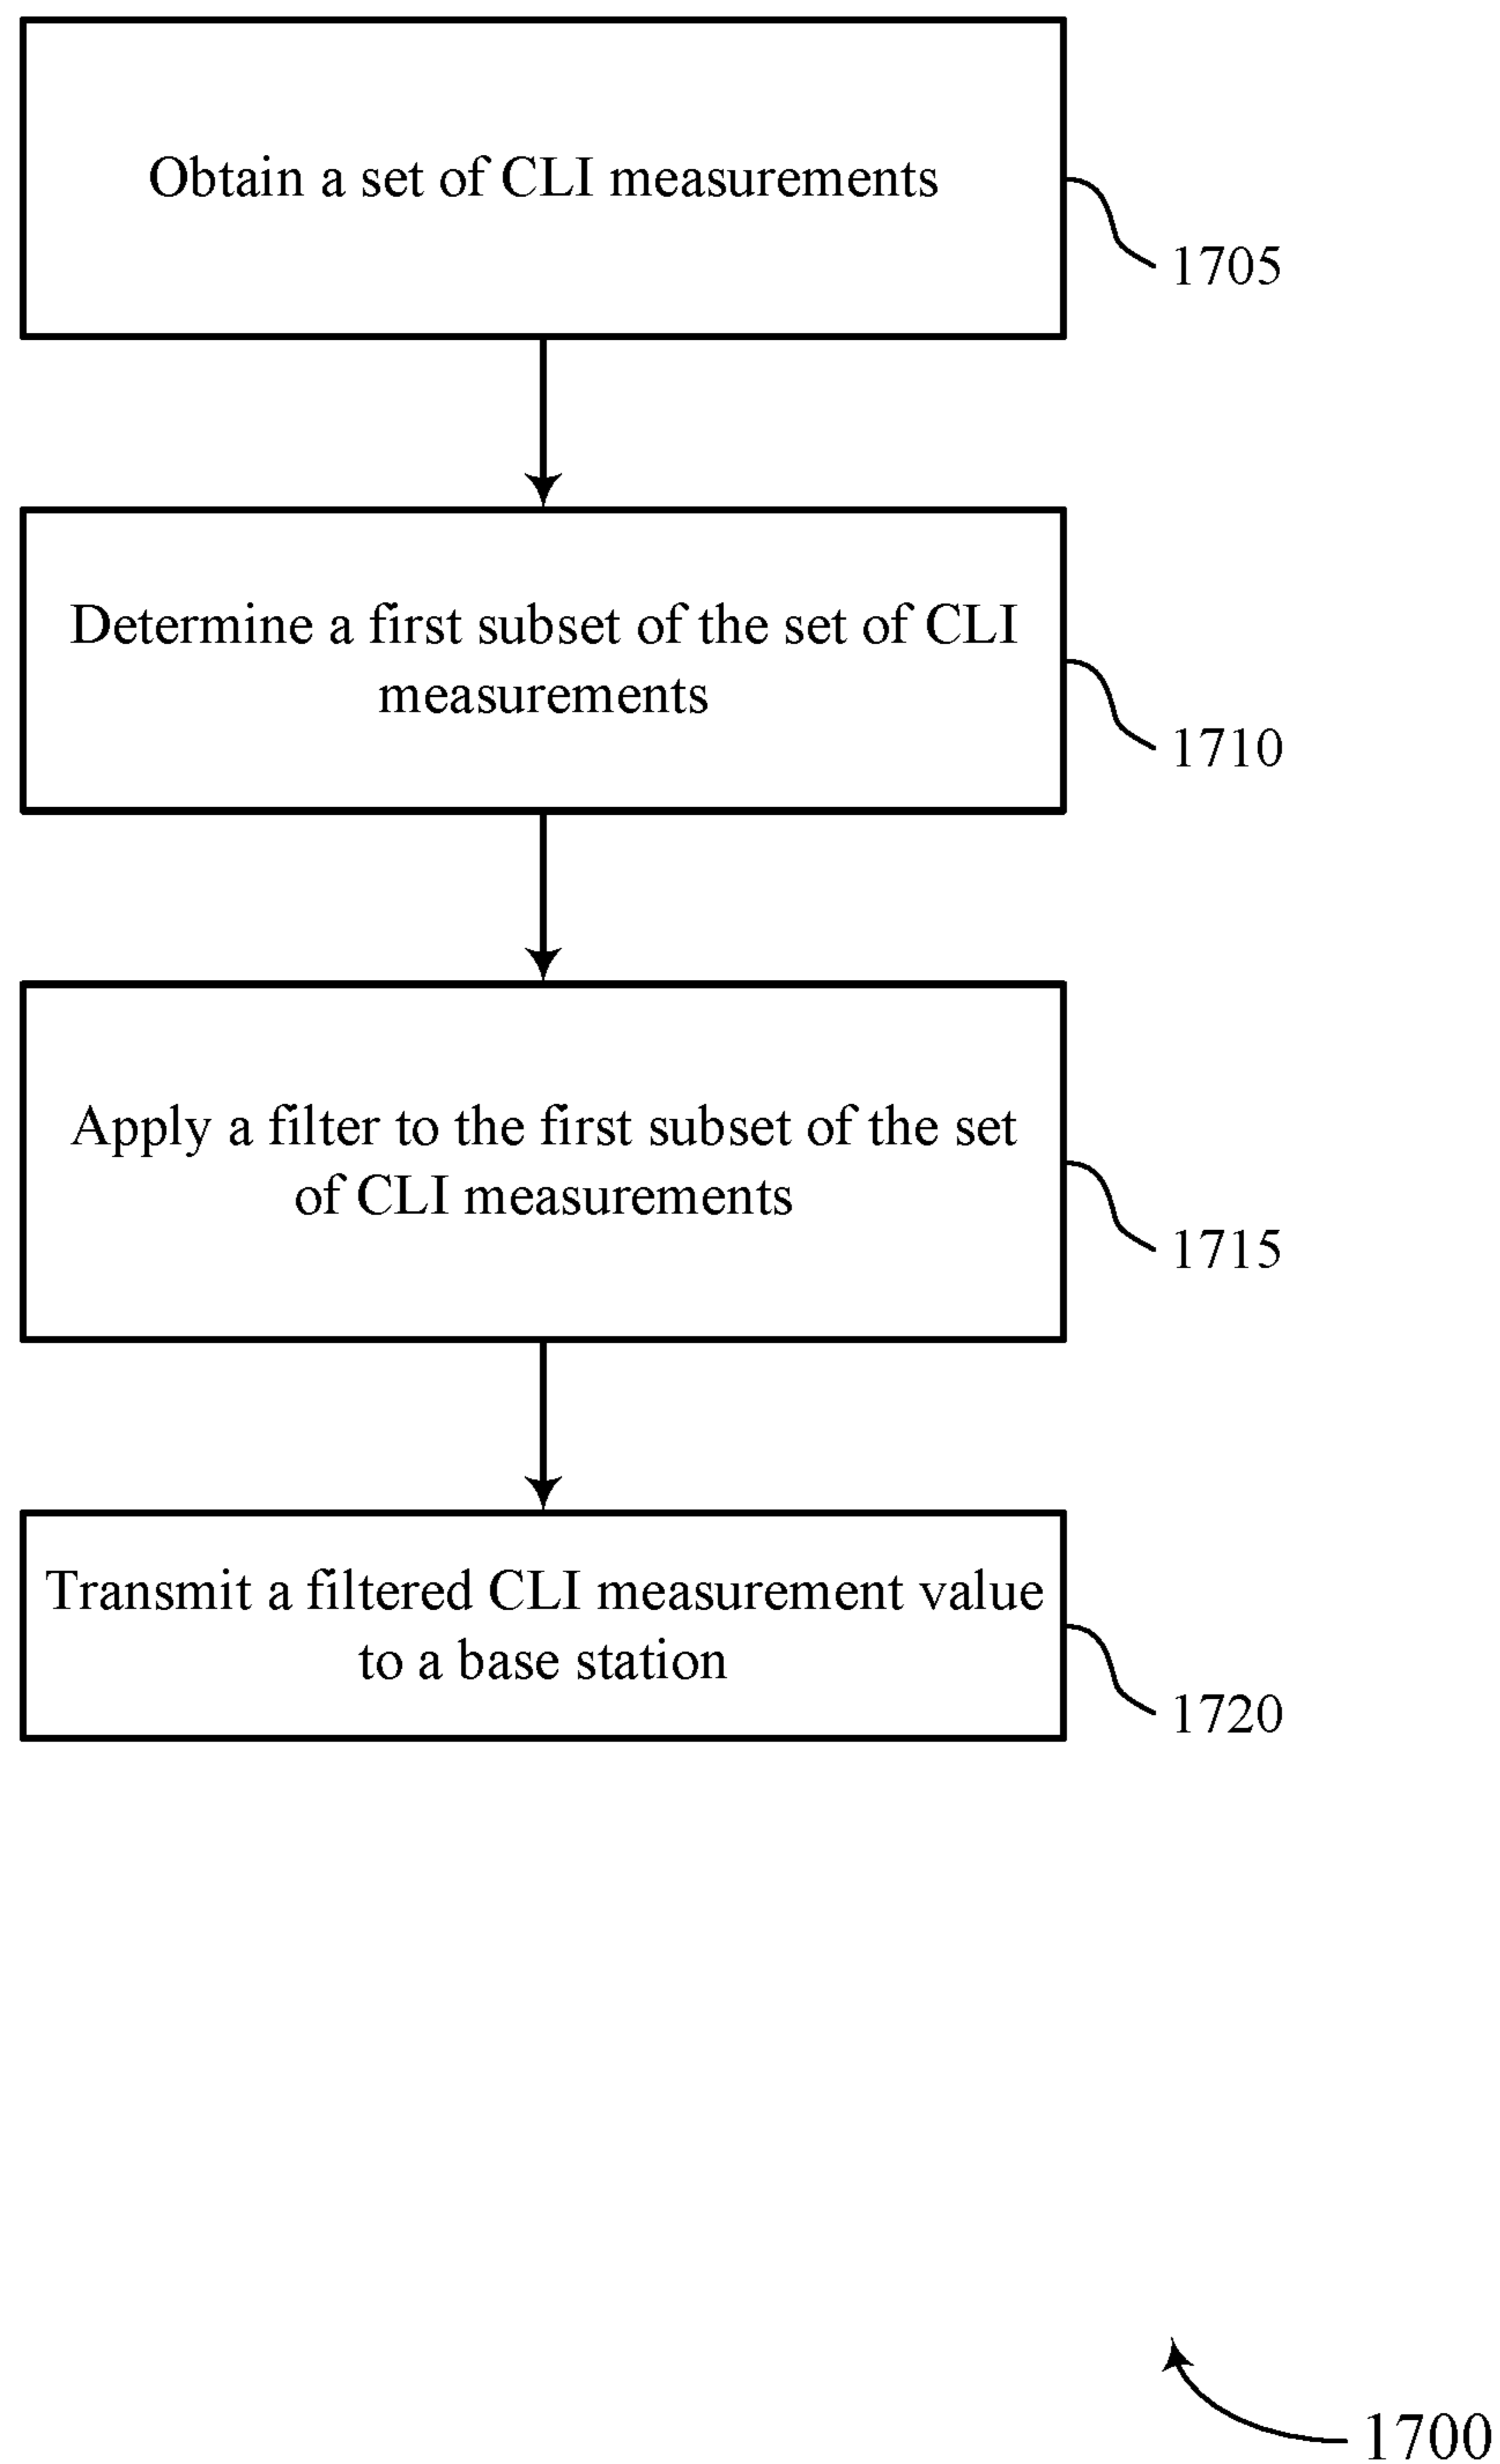 Obtain a set of CLI measurements
1705
Determine a first subset of the set of CLI
measurements
1710
Apply a filter to the first subset of the set
of CLI measurements
1715
Transmit a filtered CLI measurement value
to a base station
1720
1700